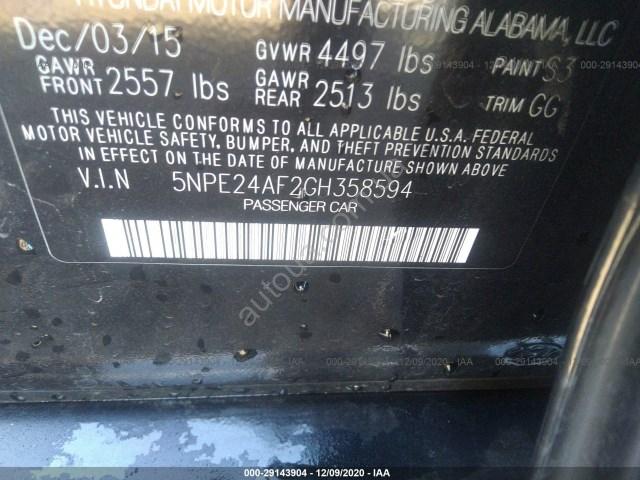 HYUNDAI MOTOR MANUFACTURING ALABAMA, LLC
Dec/03/15 GVWR 4497 lbs PAINT S3
GAWR FRONT 2557 lbs GAWR REAR 2513 lbs TRIM GG
THIS VEHICLE CONFORMS TO ALL APPLICABLE U.S.A. FEDERAL
MOTOR VEHICLE SAFETY, BUMPER, AND THEFT PREVENTION STANDARDS
IN EFFECT ON THE DATE OF MANUFACTURE SHOWN ABOVE.
V.I.N 5NPE24AF2GH358594
PASSENGER CAR
000-29143904 - 12/09/2020 - IAA